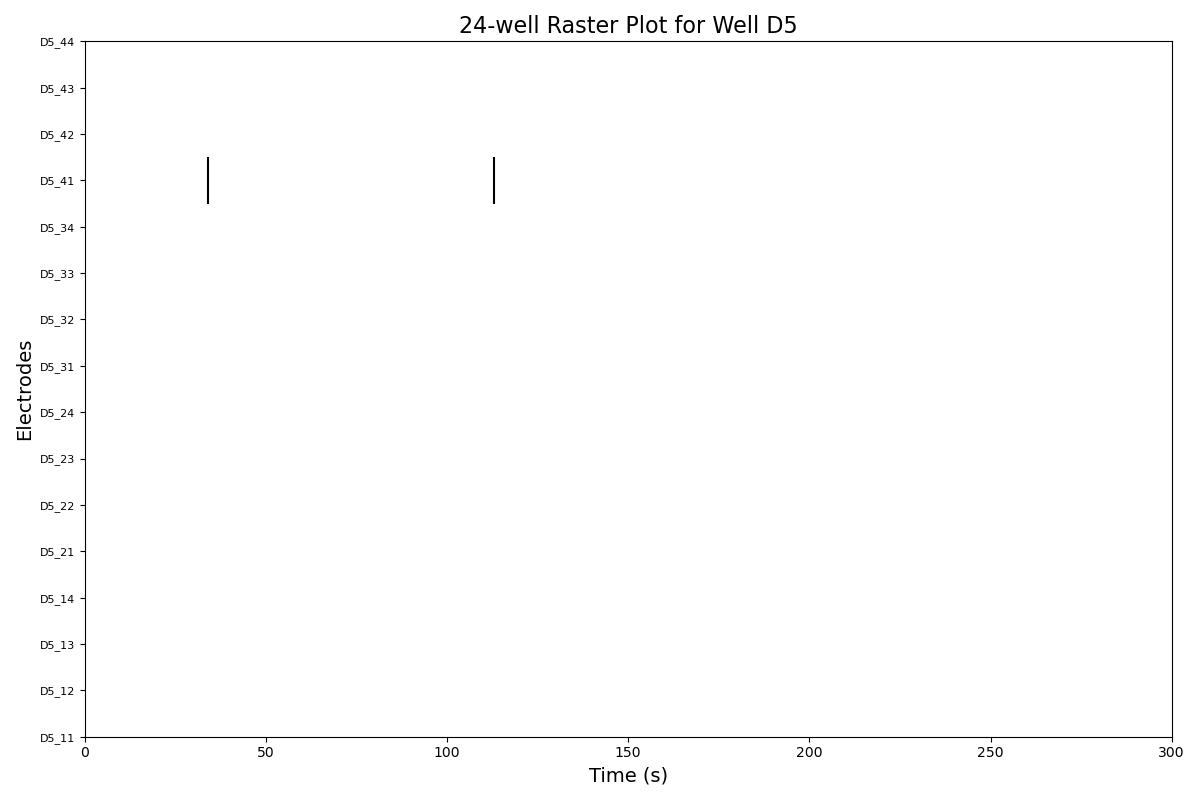 24-well Raster Plot for Well D5
D5_44
D5_43
D5_42
D5_41
D5_34
D5_33
D5_32
D5_31
D5_24
D5_23
D5_22
D5_21
D5_14
D5_13
D5_12
D5_11
Electrodes
0 50 100 150 200 250 300
Time (s)